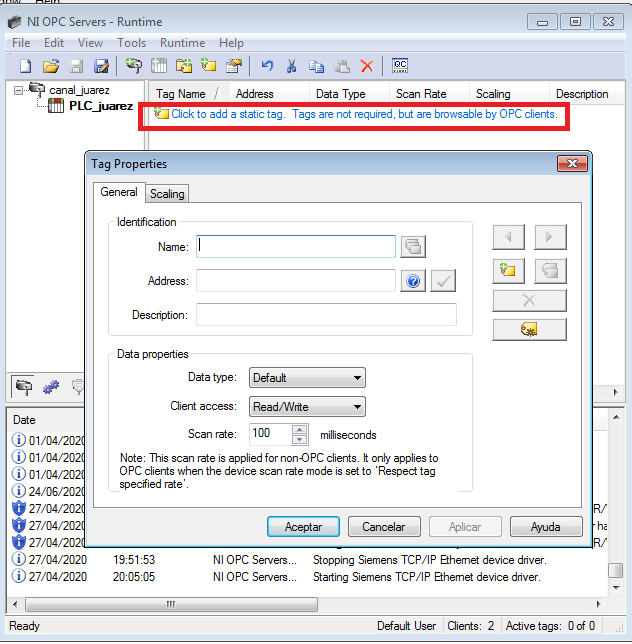 NI OPC Servers - Runtime
File Edit View Tools Runtime Help
QC
canal_juarez
PLC_juarez
Tag Name / Address Data Type Scan Rate Scaling Description
Click to add a static tag. Tags are not required, but are browsable by OPC clients.
Tag Properties
General Scaling
Identification
Name:
Address:
Description:
Data properties
Data type: Default
Client access: Read/Write
Scan rate: 100 milliseconds
Note: This scan rate is applied for non-OPC clients. It only applies to
OPC clients when the device scan rate mode is set to 'Respect tag
specified rate'.
Aceptar Cancelar Aplicar Ayuda
Date
01/04/2020
01/04/2020
01/04/2020
24/06/2020
27/04/2020
27/04/2020
27/04/2020
27/04/2020 19:51:53 NI OPC Servers... Stopping Siemens TCP/IP Ethernet device driver.
27/04/2020 20:05:05 NI OPC Servers... Starting Siemens TCP/IP Ethernet device driver.
Ready Default User Clients: 2 Active tags: 0 of 0